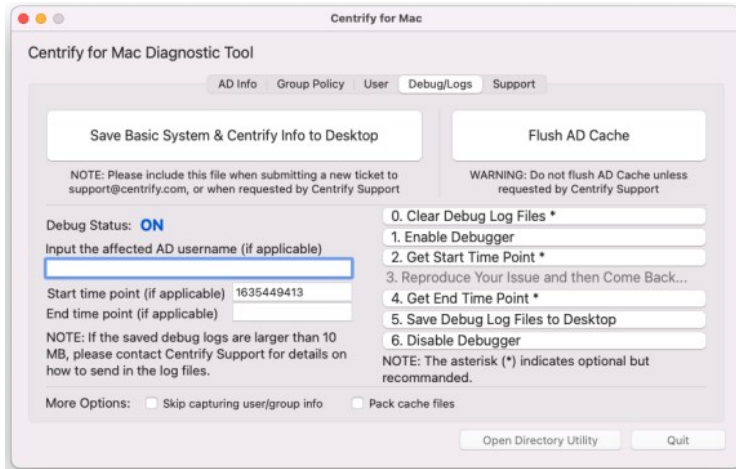 Centrify for Mac
Centrify for Mac Diagnostic Tool
AD Info Group Policy User Debug/Logs Support
Save Basic System & Centrify Info to Desktop
NOTE: Please include this file when submitting a new ticket to
support@centrify.com, or when requested by Centrify Support
Flush AD Cache
WARNING: Do not flush AD Cache unless
requested by Centrify Support
Debug Status: ON
Input the affected AD username (if applicable)
Start time point (if applicable) 1635449413
End time point (if applicable)
NOTE: If the saved debug logs are larger than 10
MB, please contact Centrify Support for details on
how to send in the log files.
0. Clear Debug Log Files *
1. Enable Debugger
2. Get Start Time Point *
3. Reproduce Your Issue and then Come Back...
4. Get End Time Point *
5. Save Debug Log Files to Desktop
6. Disable Debugger
NOTE: The asterisk (*) indicates optional but
recommanded.
More Options: Skip capturing user/group info Pack cache files
Open Directory Utility Quit